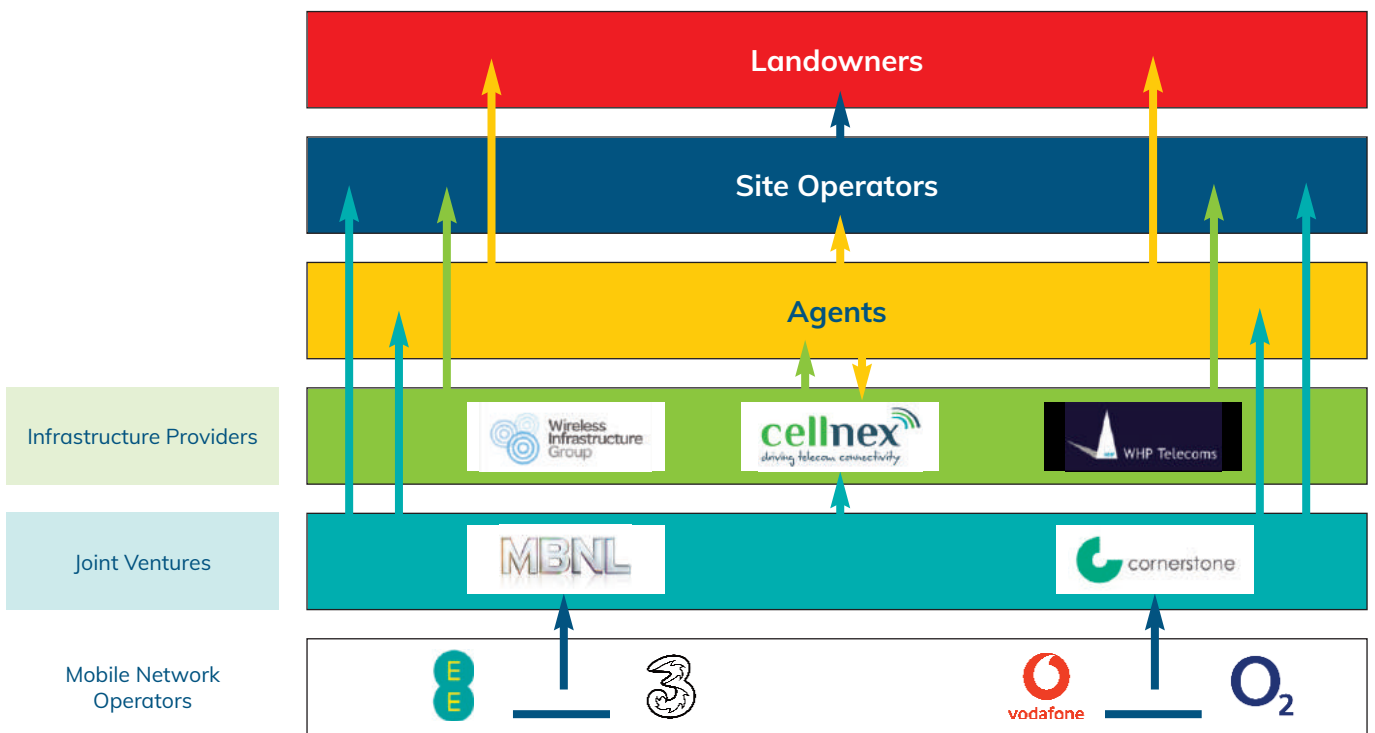 Landowners
Site Operators
Agents
Infrastructure Providers
Wireless
Infrastructure
Group
cellnex
driving telecom connectivity
WHP Telecoms
Joint Ventures
MBNL
cornerstone
Mobile Network
Operators
E
E
3
vodafone
O2